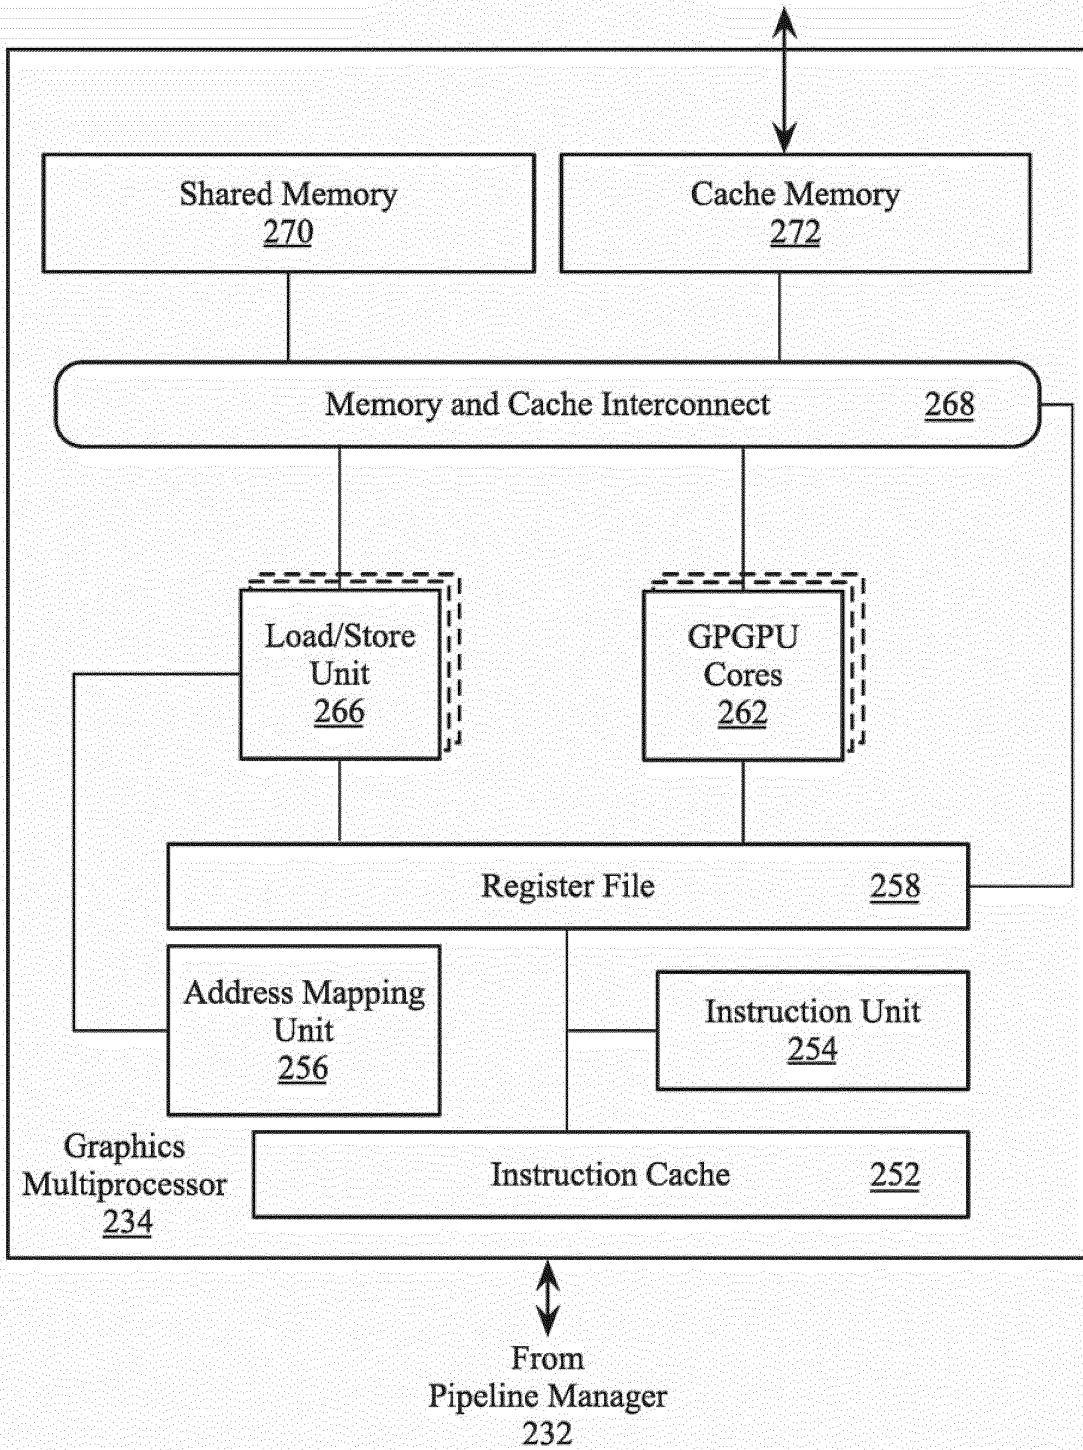 Shared Memory
270
Cache Memory
272
Memory and Cache Interconnect 268
Load/Store
Unit
266
GPGPU
Cores
262
Register File 258
Address Mapping
Unit
256
Instruction Unit
254
Graphics
Multiprocessor
234
Instruction Cache 252
From
Pipeline Manager
232